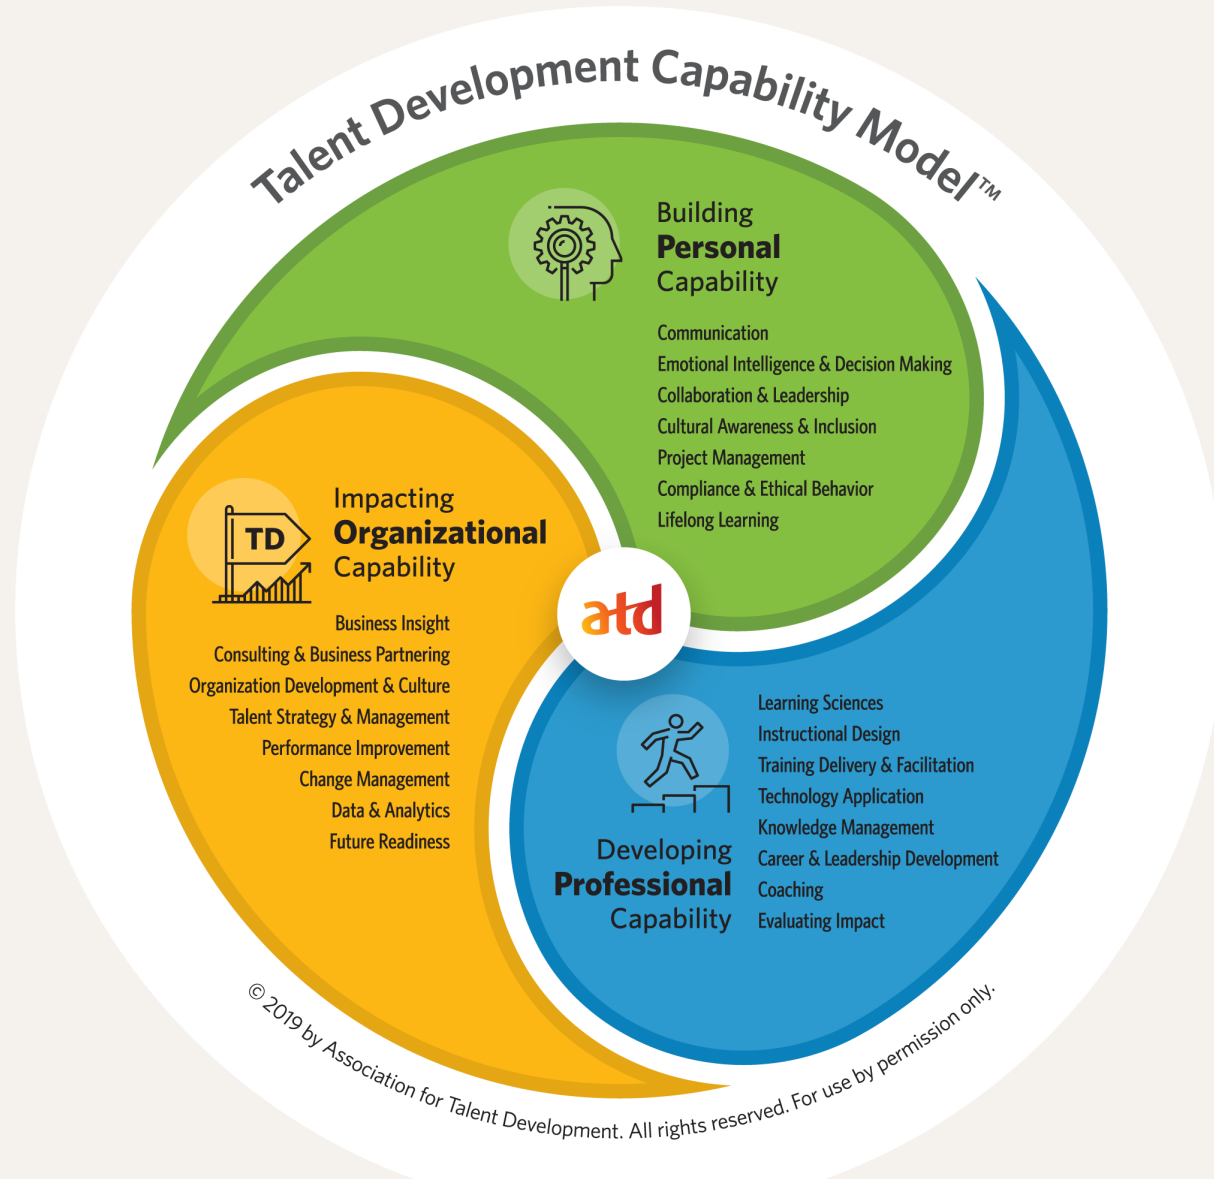 Talent Development Capability Model™
Building
Personal
Capability
Communication
Emotional Intelligence & Decision Making
Collaboration & Leadership
Cultural Awareness & Inclusion
Project Management
Compliance & Ethical Behavior
Lifelong Learning
TD
Impacting
Organizational
Capability
Business Insight
Consulting & Business Partnering
Organization Development & Culture
Talent Strategy & Management
Performance Improvement
Change Management
Data & Analytics
Future Readiness
atd
Developing
Professional
Capability
Learning Sciences
Instructional Design
Training Delivery & Facilitation
Technology Application
Knowledge Management
Career & Leadership Development
Coaching
Evaluating Impact
© 2019 by Association for Talent Development. All rights reserved. For use by permission only.